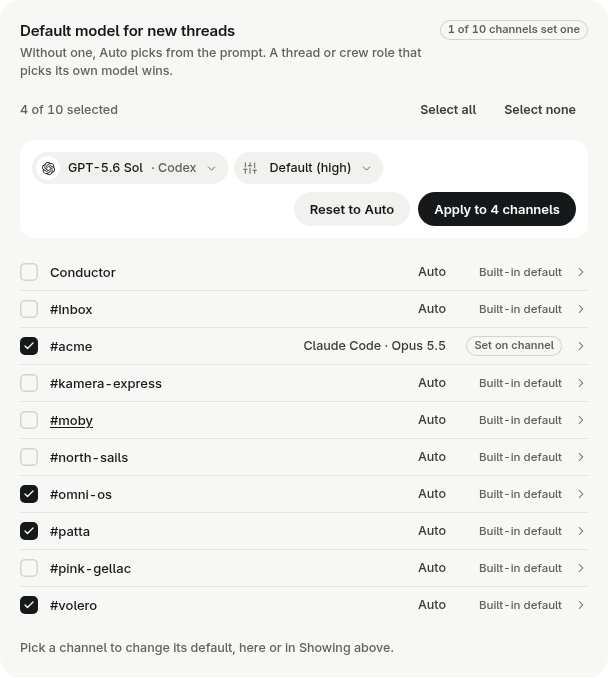 Default model for new threads
1 of 10 channels set one
Without one, Auto picks from the prompt. A thread or crew role that
picks its own model wins.
4 of 10 selected
Select all
Select none
GPT-5.6 Sol · Codex
Default (high)
Reset to Auto
Apply to 4 channels
Conductor Auto Built-in default
#Inbox Auto Built-in default
#acme Claude Code · Opus 5.5 Set on channel
#kamera-express Auto Built-in default
#moby Auto Built-in default
#north-sails Auto Built-in default
#omni-os Auto Built-in default
#patta Auto Built-in default
#pink-gellac Auto Built-in default
#volero Auto Built-in default
Pick a channel to change its default, here or in Showing above.